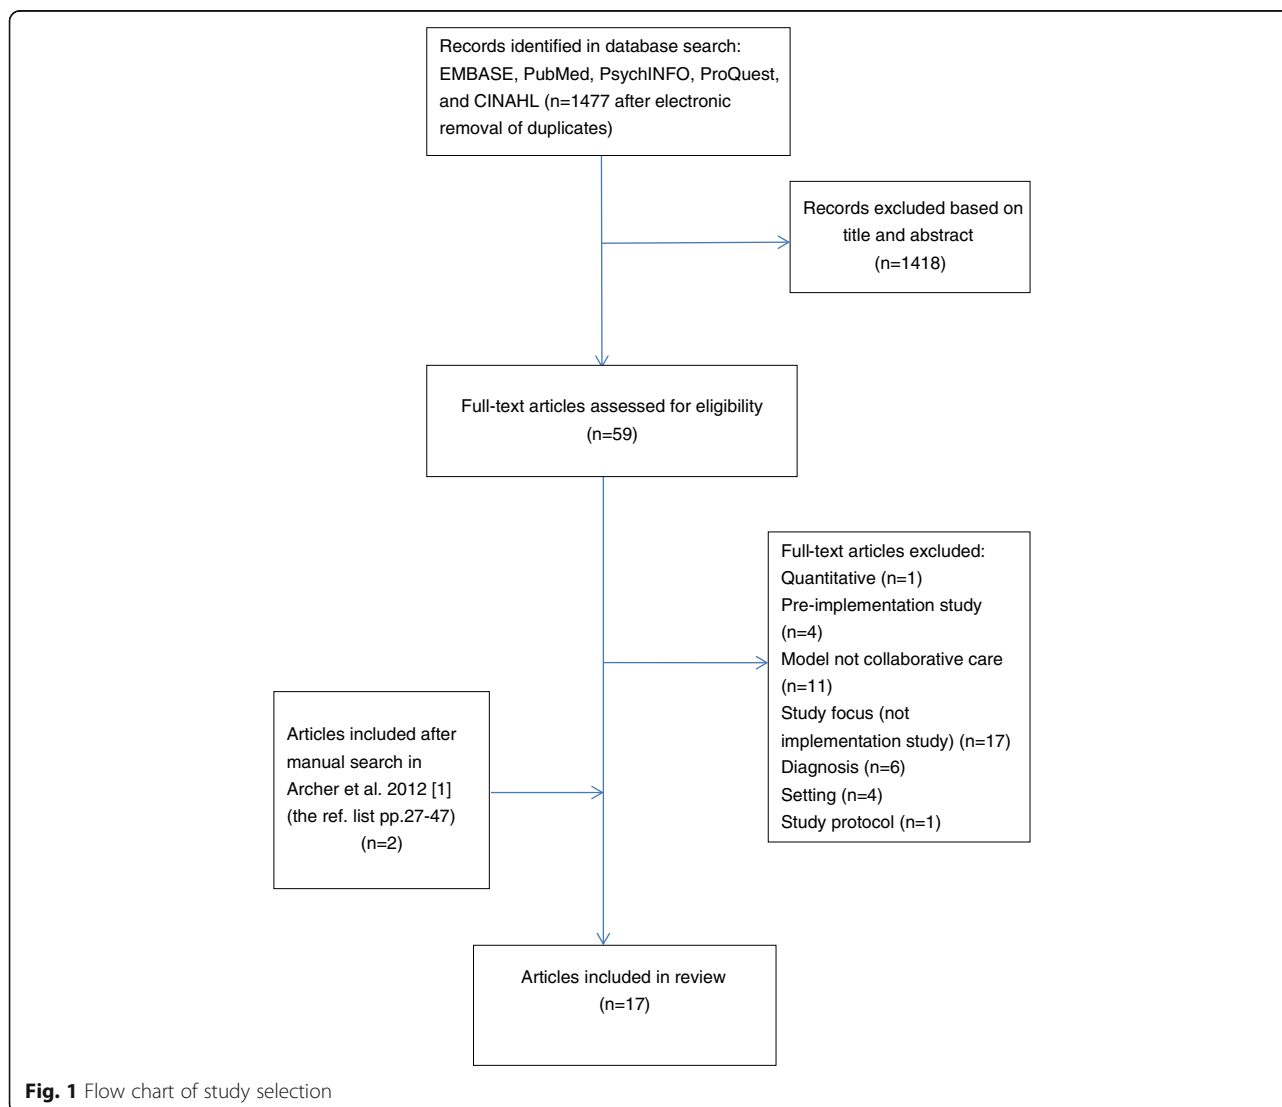 Records identified in database search:
EMBASE, PubMed, PsychINFO, ProQuest,
and CINAHL (n=1477 after electronic
removal of duplicates)
Records excluded based on
title and abstract
(n=1418)
Full-text articles assessed for eligibility
(n=59)
Full-text articles excluded:
Quantitative (n=1)
Pre-implementation study
(n=4)
Model not collaborative care
(n=11)
Study focus (not
implementation study) (n=17)
Diagnosis (n=6)
Setting (n=4)
Study protocol (n=1)
Articles included after
manual search in
Archer et al. 2012 [1]
(the ref. list pp.27-47)
(n=2)
Articles included in review
(n=17)
Fig. 1 Flow chart of study selection